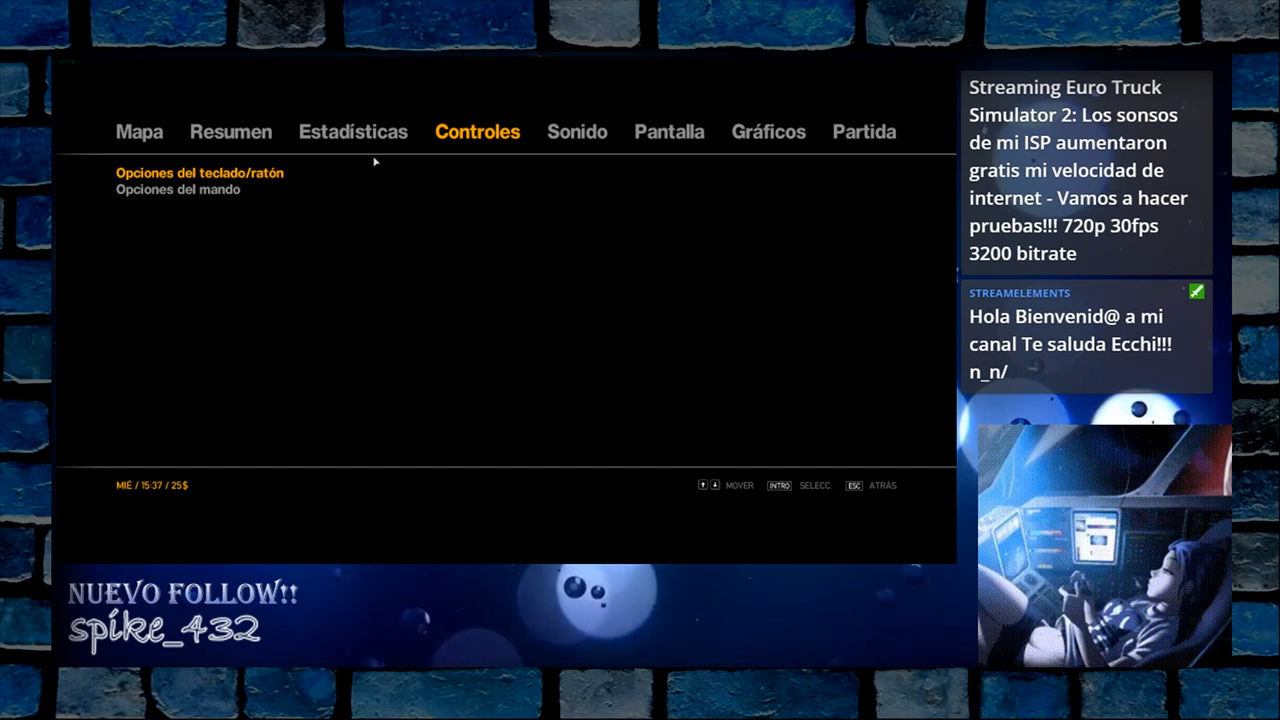 Mapa Resumen Estadísticas Controles Sonido Pantalla Gráficos Partida
Opciones del teclado/ratón
Opciones del mando
MIÉ / 15:37 / 25$
MOVER INTRO SELECC. ESC ATRÁS
Streaming Euro Truck
Simulator 2: Los sonsos
de mi ISP aumentaron
gratis mi velocidad de
internet - Vamos a hacer
pruebas!!! 720p 30fps
3200 bitrate
STREAMELEMENTS
Hola Bienvenid@ a mi
canal Te saluda Ecchi!!!
n_n/
NUEVO FOLLOW!!
spike_432